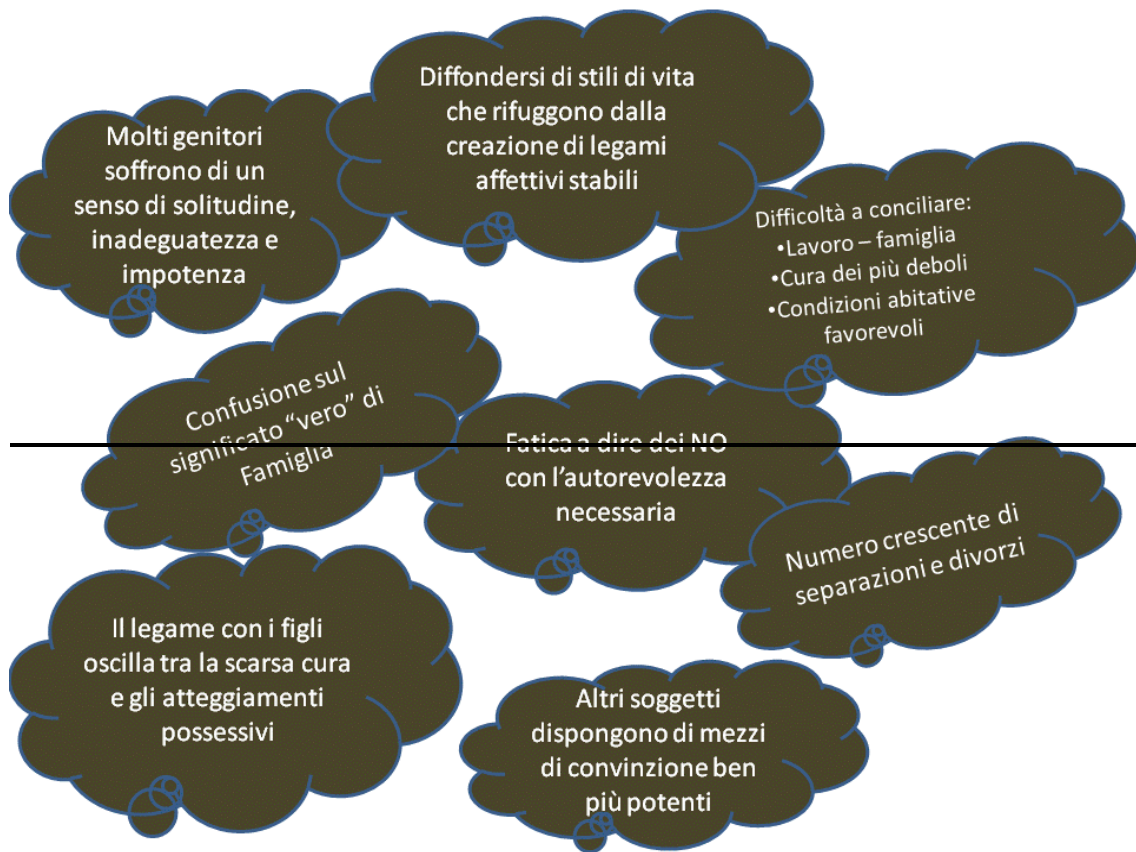 Diffondersi di stili di vita
che rifuggono dalla
creazione di legami
affettivi stabili
Molti genitori
soffrono di un
senso di solitudine,
inadeguatezza e
impotenza
Difficoltà a conciliare:
•Lavoro – famiglia
•Cura dei più deboli
•Condizioni abitative
favorevoli
Confusione sul
significato “vero” di
Famiglia
Fatica a dire dei NO
con l’autorevolezza
necessaria
Numero crescente di
separazioni e divorzi
Il legame con i figli
oscilla tra la scarsa cura
e gli atteggiamenti
possessivi
Altri soggetti
dispongono di mezzi
di convinzione ben
più potenti